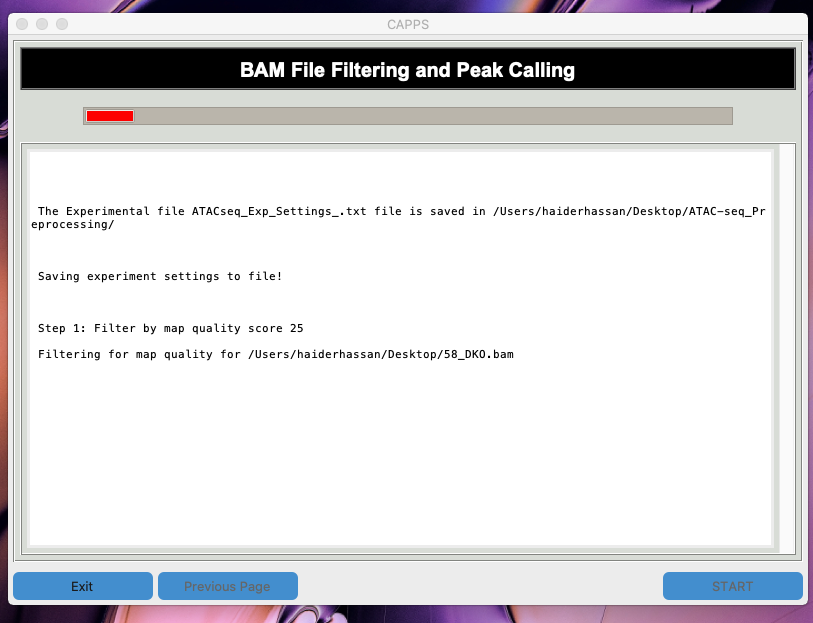 CAPPS
BAM File Filtering and Peak Calling
The Experimental file ATACseq_Exp_Settings_.txt file is saved in /Users/haiderhassan/Desktop/ATAC-seq_Pr
eprocessing/
Saving experiment settings to file!
Step 1: Filter by map quality score 25
Filtering for map quality for /Users/haiderhassan/Desktop/58_DKO.bam
Exit
Previous Page
START